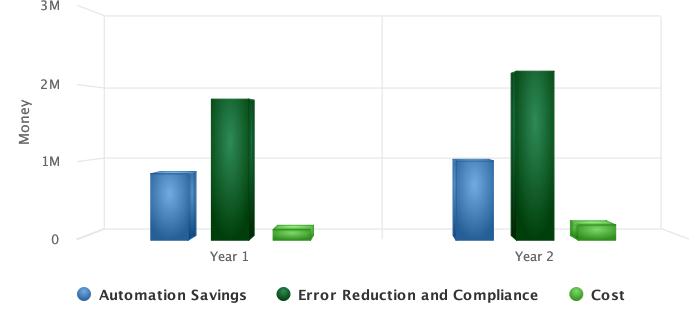 3M
2M
1M
0
Money
Year 1
Year 2
Automation Savings
Error Reduction and Compliance
Cost